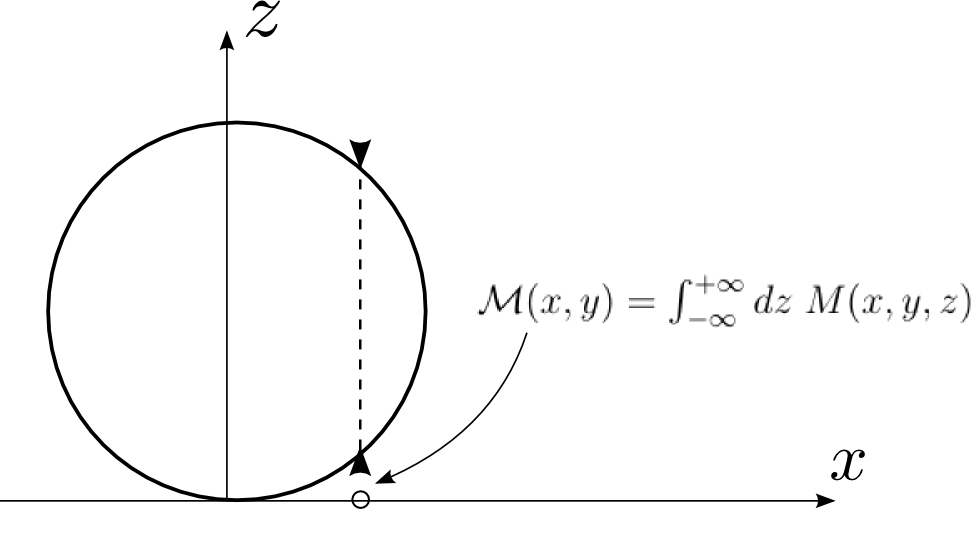 z
ℳ(x, y) = ∫_{−∞}^{+∞} dz M(x, y, z)
x